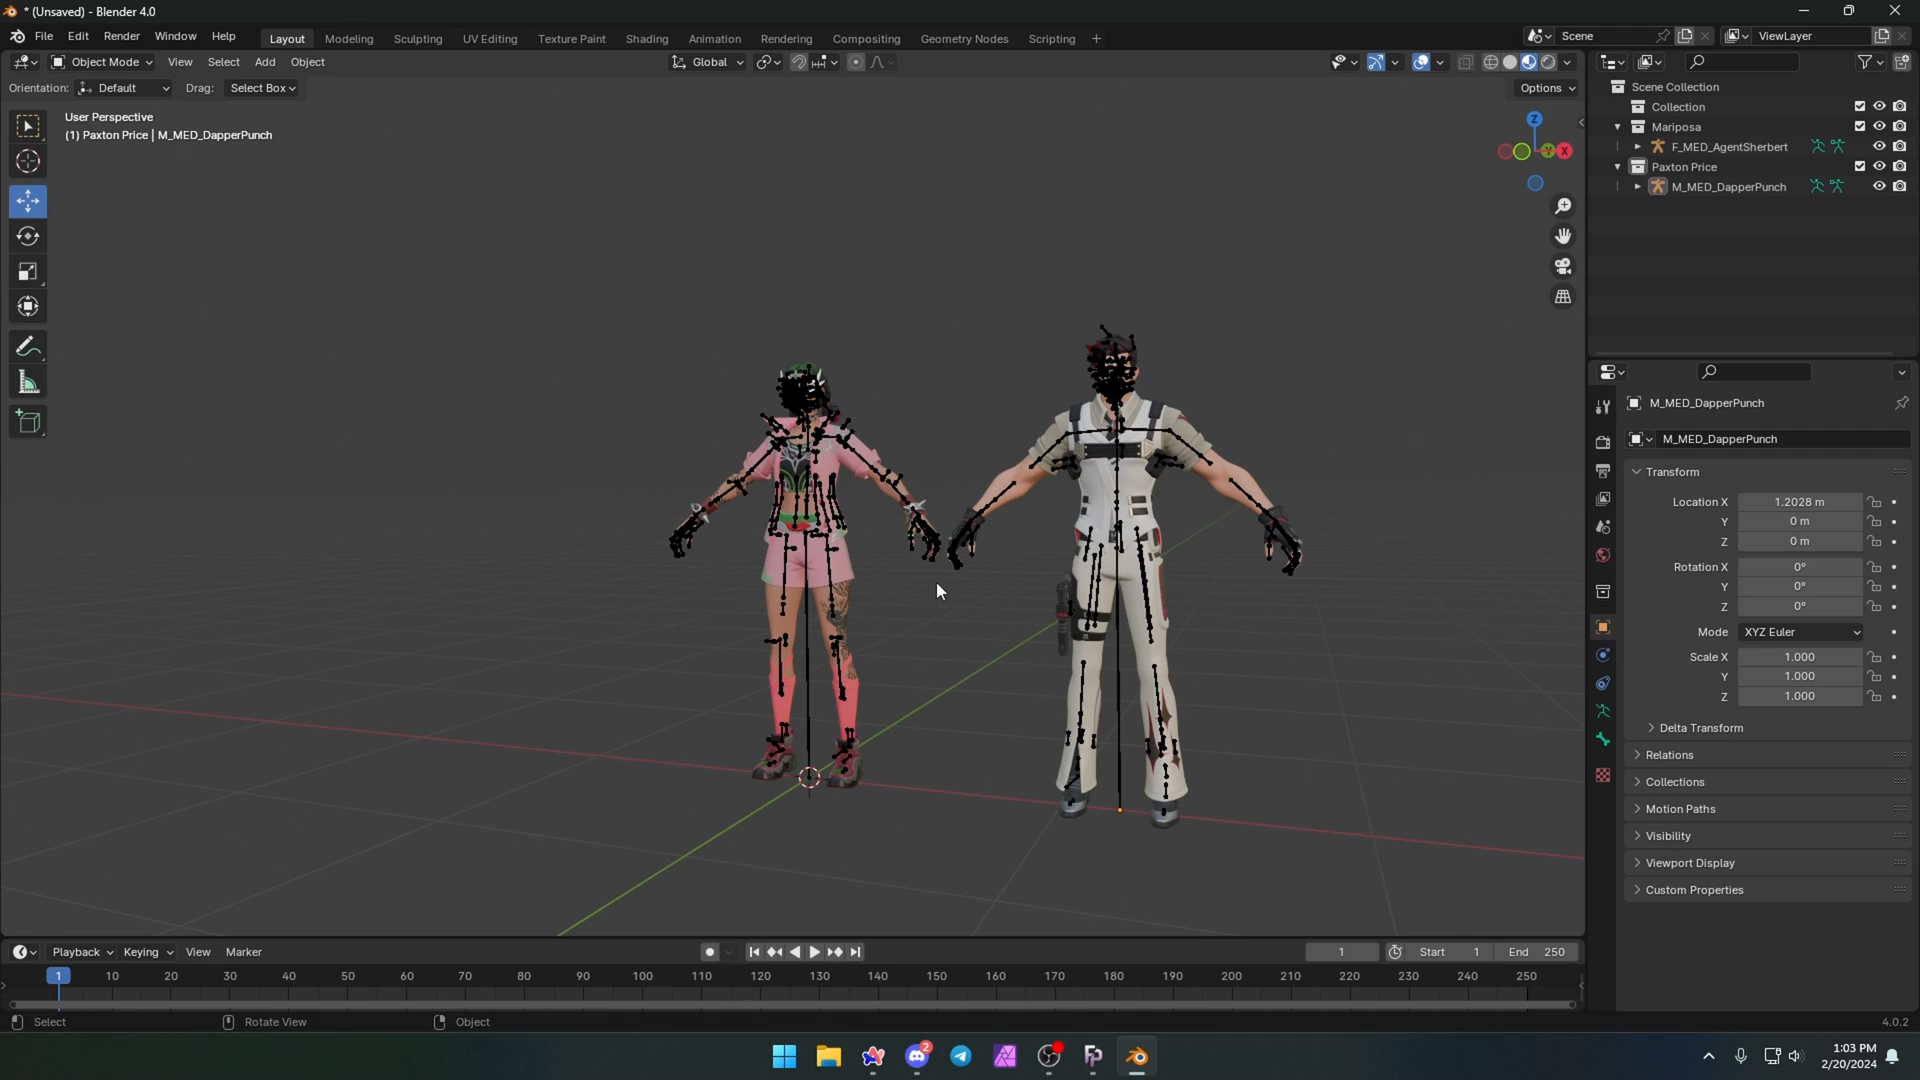 * (Unsaved) - Blender 4.0
File Edit Render Window Help
Layout Modeling Sculpting UV Editing Texture Paint Shading Animation Rendering Compositing Geometry Nodes Scripting +
Scene
ViewLayer
Object Mode View Select Add Object
Global
Orientation: Default Drag: Select Box
Options
User Perspective
(1) Paxton Price | M_MED_DapperPunch
Z
Y
X
Scene Collection
Collection
Mariposa
F_MED_AgentSherbert
Paxton Price
M_MED_DapperPunch
M_MED_DapperPunch
M_MED_DapperPunch
Transform
Location X 1.2028 m
Y 0 m
Z 0 m
Rotation X 0°
Y 0°
Z 0°
Mode XYZ Euler
Scale X 1.000
Y 1.000
Z 1.000
Delta Transform
Relations
Collections
Motion Paths
Visibility
Viewport Display
Custom Properties
Playback Keying View Marker
1
Start 1
End 250
1 10 20 30 40 50 60 70 80 90 100 110 120 130 140 150 160 170 180 190 200 210 220 230 240 250
Select
Rotate View
Object
4.0.2
2
1:03 PM
2/20/2024